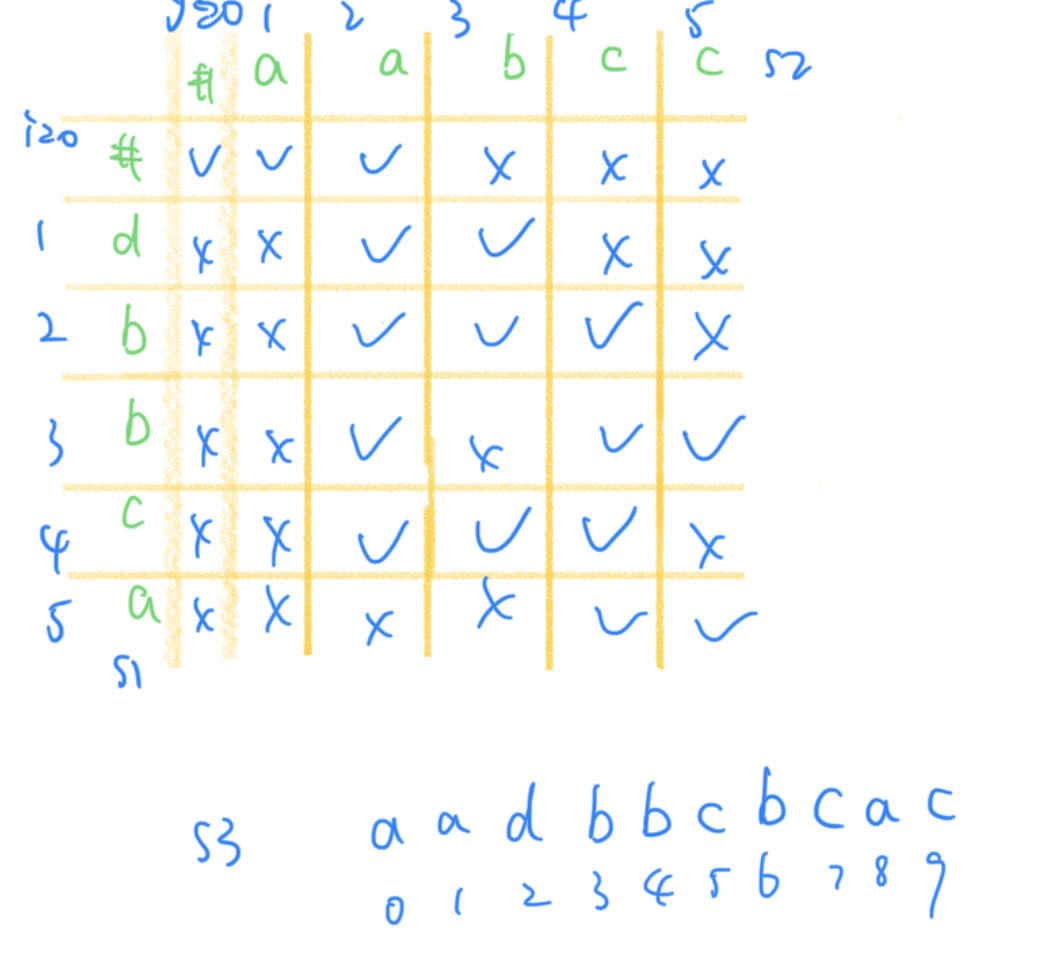 j=0 1 2 3 4 5
# a a b c c s2
i=0 # ✓ ✓ ✓ x x x
1 d x x ✓ ✓ x x
2 b x x ✓ ✓ ✓ x
3 b x x ✓ x ✓ ✓
4 c x x ✓ ✓ ✓ x
5 a x x x x ✓ ✓
s1
s3 a a d b b c b c a c
0 1 2 3 4 5 6 7 8 9